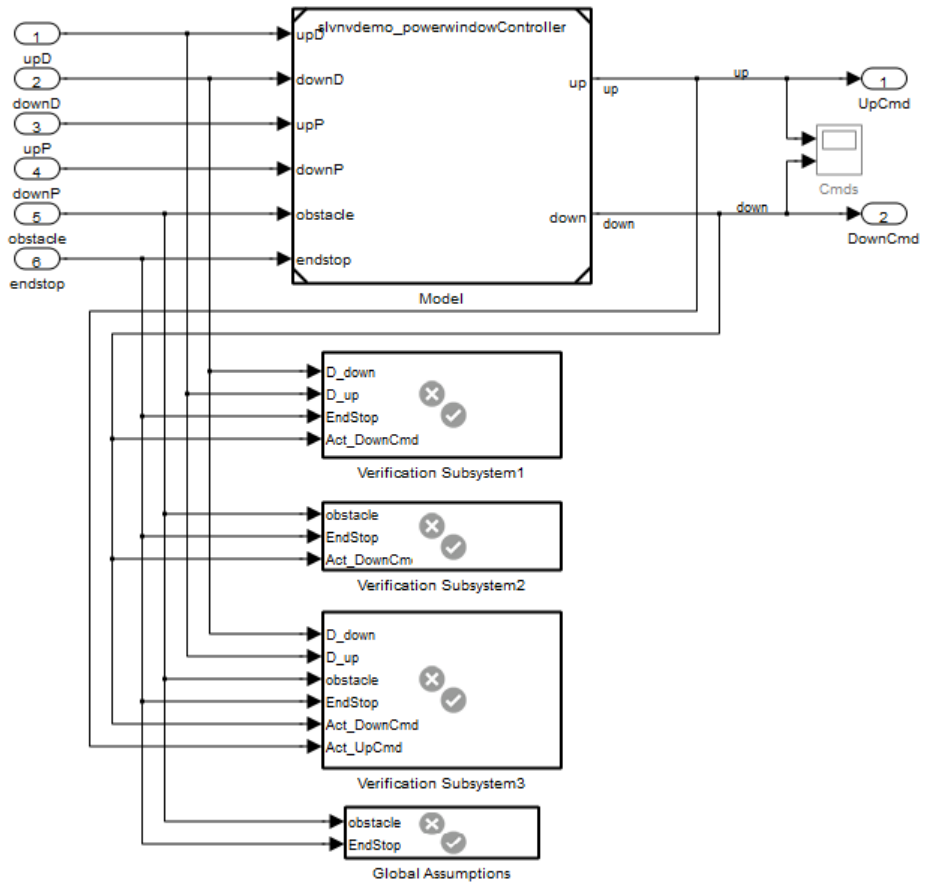 slvnvdemo_powerwindowController
1
upD
upD
2
downD
downD
up
up
up
1
UpCmd
3
upP
upP
Cmds
4
downP
downP
5
obstacle
obstacle
down
down
down
2
DownCmd
6
endstop
endstop
Model
D_down
D_up
EndStop
Act_DownCmd
Verification Subsystem1
obstacle
EndStop
Act_DownCm
Verification Subsystem2
D_down
D_up
obstacle
EndStop
Act_DownCmd
Act_UpCmd
Verification Subsystem3
obstacle
EndStop
Global Assumptions